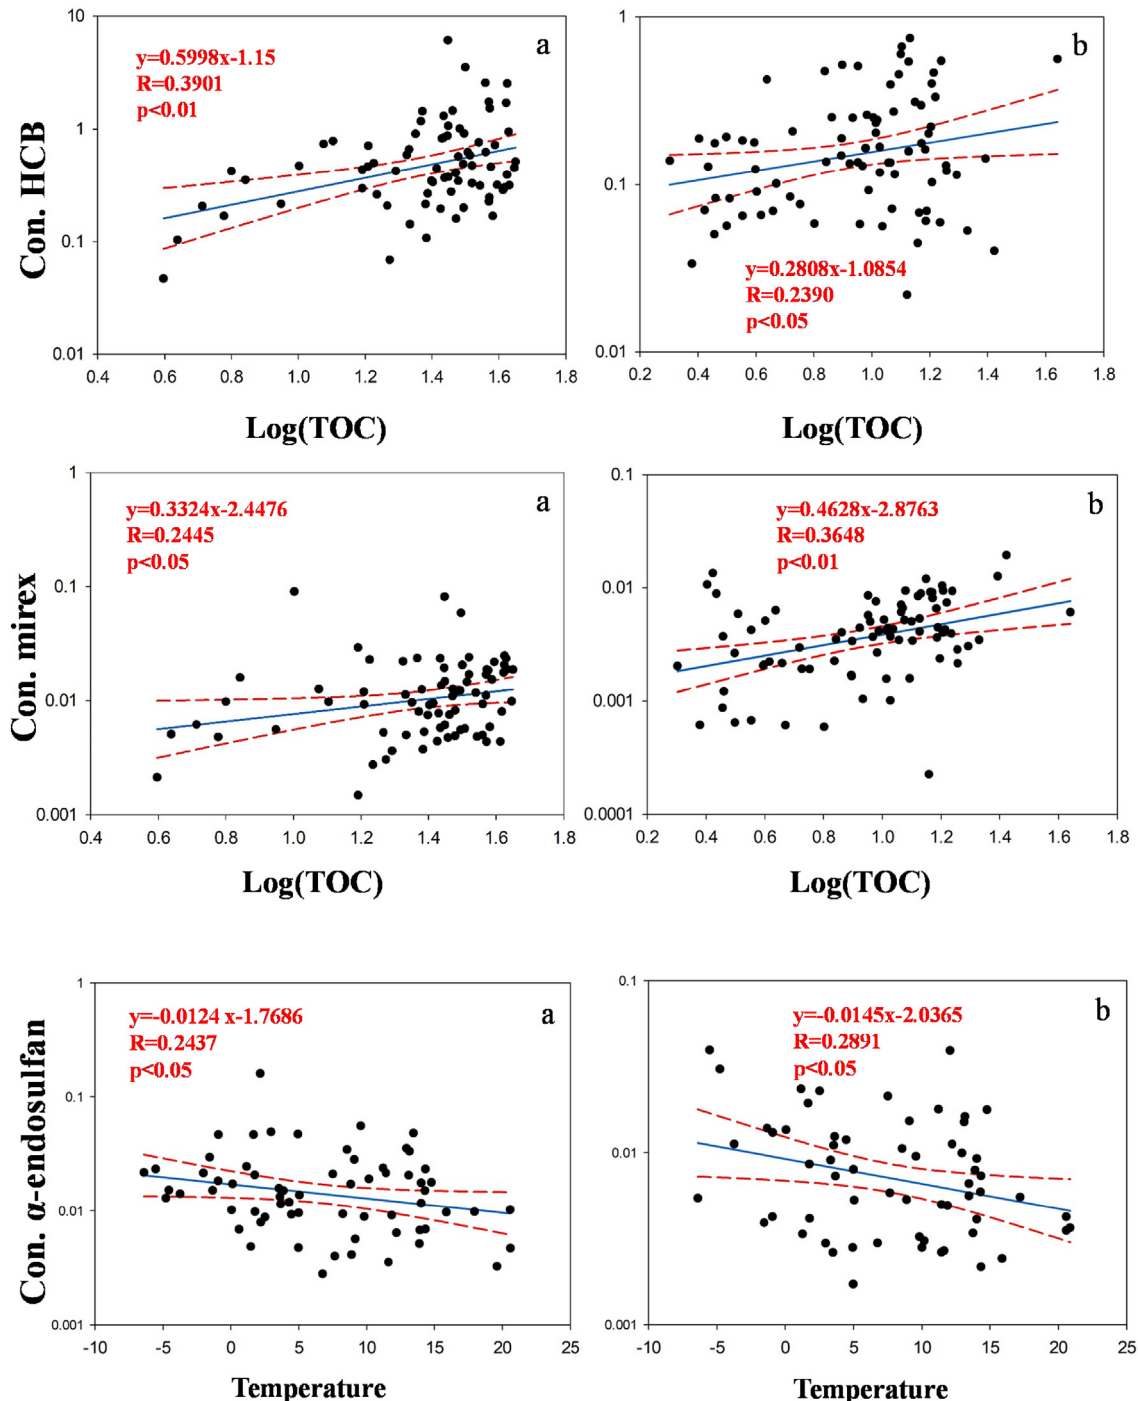 10
1
0.1
0.01
Con. HCB
y=0.5998x-1.15
R=0.3901
p<0.01
a
0.4 0.6 0.8 1.0 1.2 1.4 1.6 1.8
Log(TOC)
1
0.1
0.01
b
y=0.2808x-1.0854
R=0.2390
p<0.05
0.2 0.4 0.6 0.8 1.0 1.2 1.4 1.6 1.8
Log(TOC)
1
0.1
0.01
0.001
Con. mirex
y=0.3324x-2.4476
R=0.2445
p<0.05
a
0.4 0.6 0.8 1.0 1.2 1.4 1.6 1.8
Log(TOC)
0.1
0.01
0.001
0.0001
y=0.4628x-2.8763
R=0.3648
p<0.01
b
0.2 0.4 0.6 0.8 1.0 1.2 1.4 1.6 1.8
Log(TOC)
1
0.1
0.01
0.001
Con. α-endosulfan
y=-0.0124 x-1.7686
R=0.2437
p<0.05
a
-10 -5 0 5 10 15 20 25
Temperature
0.1
0.01
0.001
y=-0.0145x-2.0365
R=0.2891
p<0.05
b
-10 -5 0 5 10 15 20 25
Temperature